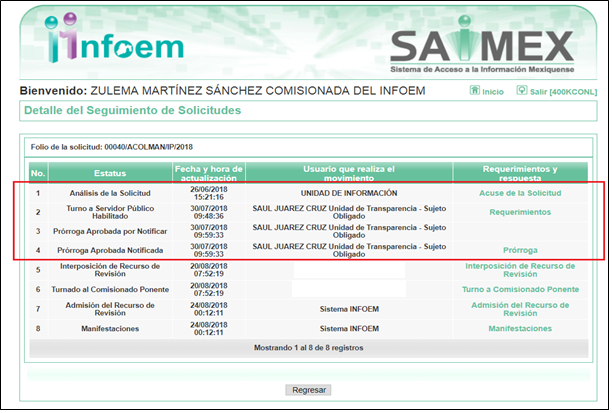 infoem
SAIMEX
Sistema de Acceso a la Información Mexiquense
Bienvenido: ZULEMA MARTÍNEZ SÁNCHEZ COMISIONADA DEL INFOEM
Inicio
Salir [400KCONL]
Detalle del Seguimiento de Solicitudes
Folio de la solicitud: 00040/ACOLMAN/IP/2018
No. Estatus Fecha y hora de actualización Usuario que realiza el movimiento Requerimientos y respuesta
1 Análisis de la Solicitud 26/06/2018 15:21:16 UNIDAD DE INFORMACIÓN Acuse de la Solicitud
2 Turno a Servidor Público Habilitado 30/07/2018 09:48:36 SAUL JUAREZ CRUZ Unidad de Transparencia - Sujeto Obligado Requerimientos
3 Prórroga Aprobada por Notificar 30/07/2018 09:59:33 SAUL JUAREZ CRUZ Unidad de Transparencia - Sujeto Obligado
4 Prórroga Aprobada Notificada 30/07/2018 09:59:33 SAUL JUAREZ CRUZ Unidad de Transparencia - Sujeto Obligado Prórroga
5 Interposición de Recurso de Revisión 20/08/2018 07:52:19 Interposición de Recurso de Revisión
6 Turnado al Comisionado Ponente 20/08/2018 07:52:19 Turno a Comisionado Ponente
7 Admisión del Recurso de Revisión 24/08/2018 00:12:11 Sistema INFOEM Admisión del Recurso de Revisión
8 Manifestaciones 24/08/2018 00:12:11 Sistema INFOEM Manifestaciones
Mostrando 1 al 8 de 8 registros
Regresar